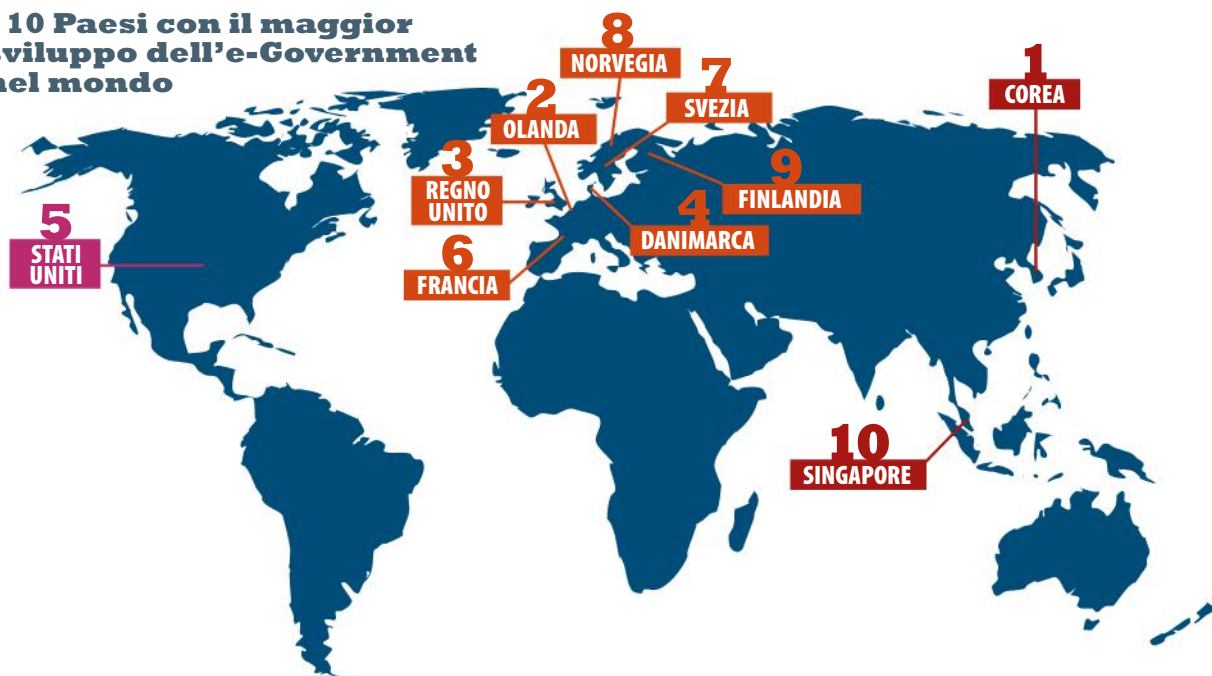 10 Paesi con il maggior
sviluppo dell'e-Government
nel mondo
8
NORVEGIA
7
SVEZIA
1
COREA
2
OLANDA
3
REGNO
UNITO
9
FINLANDIA
4
DANIMARCA
5
STATI
UNITI
6
FRANCIA
10
SINGAPORE